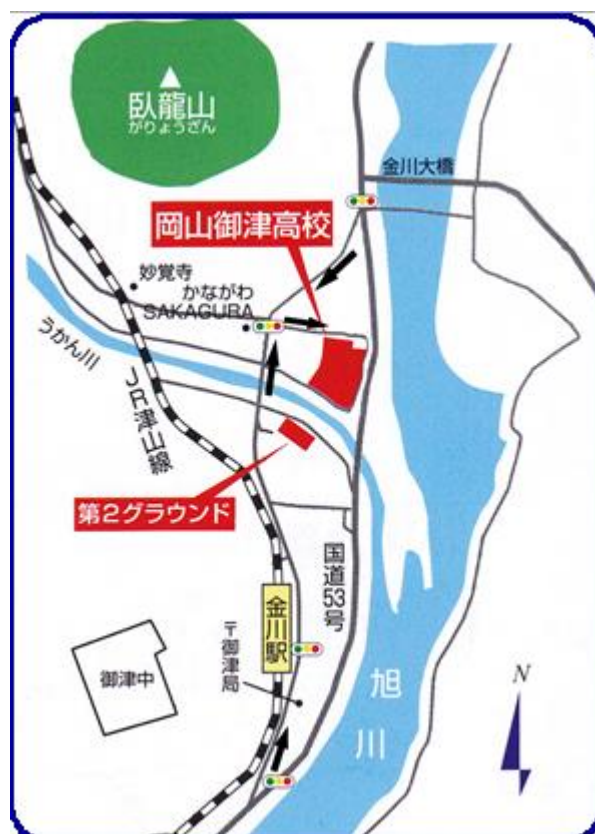 臥龍山
がりょうざん
金川大橋
岡山御津高校
妙覚寺
かながわ
SAKAGURA
うかん川
JR津山線
第2グラウンド
国道53号
金川駅
〒御津局
御津中
旭川
N